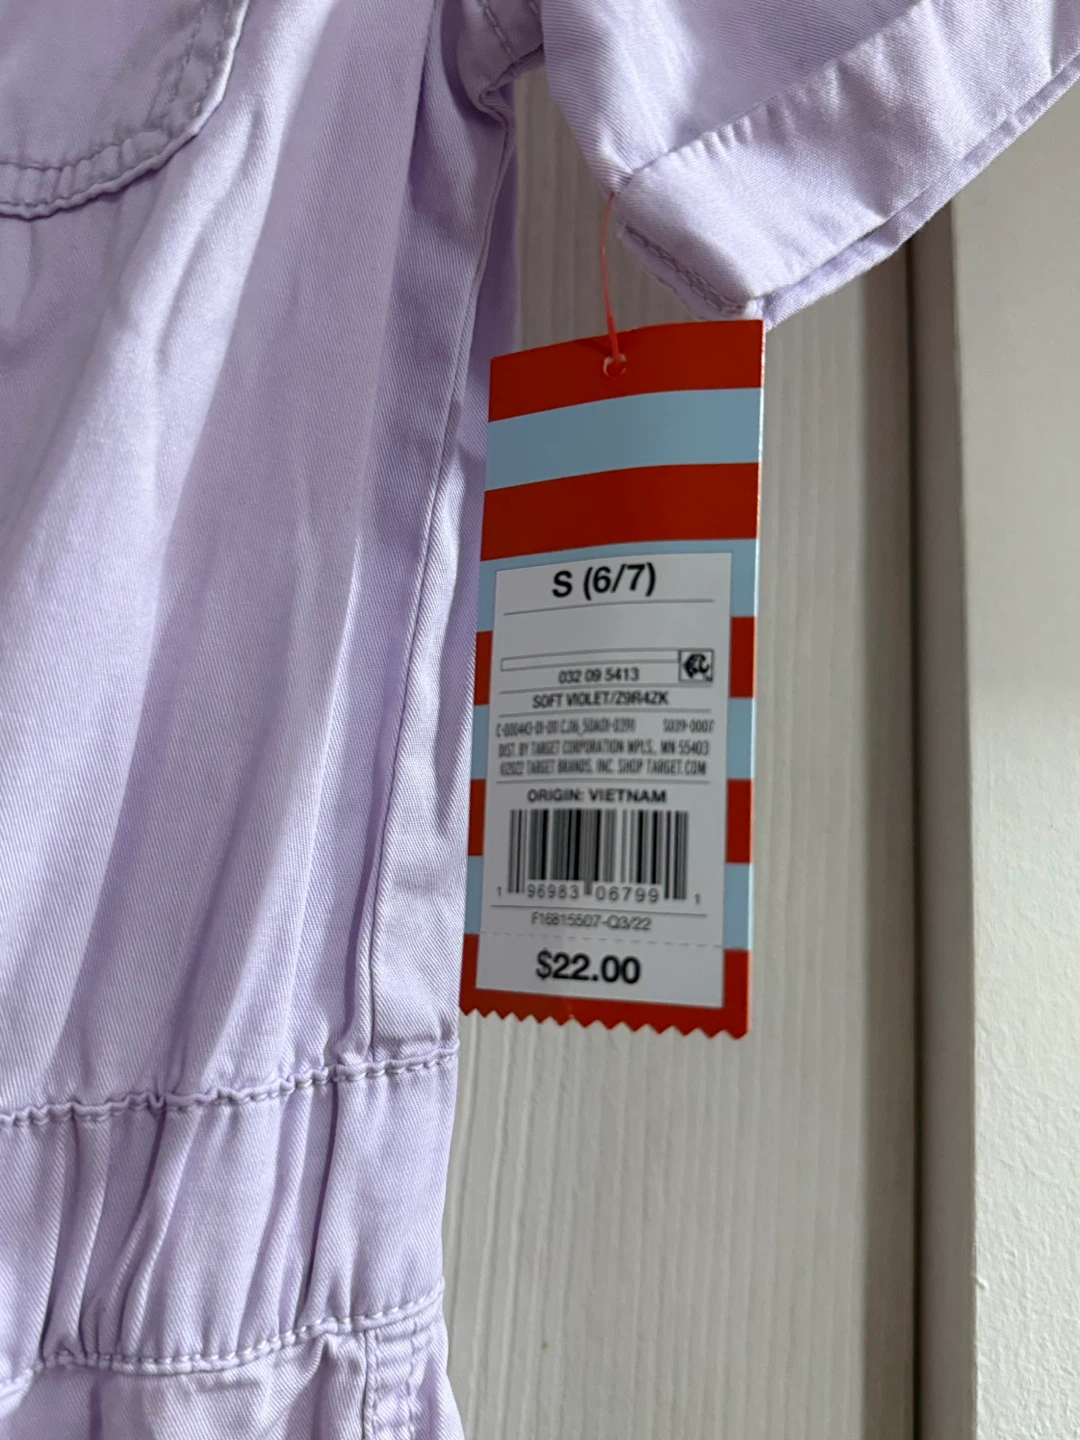 S (6/7)
032 09 5413
SOFT VIOLET/Z9R4ZK
DIST. BY TARGET CORPORATION MPLS., MN 55403
©2022 TARGET BRANDS, INC. SHOP TARGET.COM
ORIGIN: VIETNAM
1 96983 06799 1
F16815507-Q3/22
$22.00